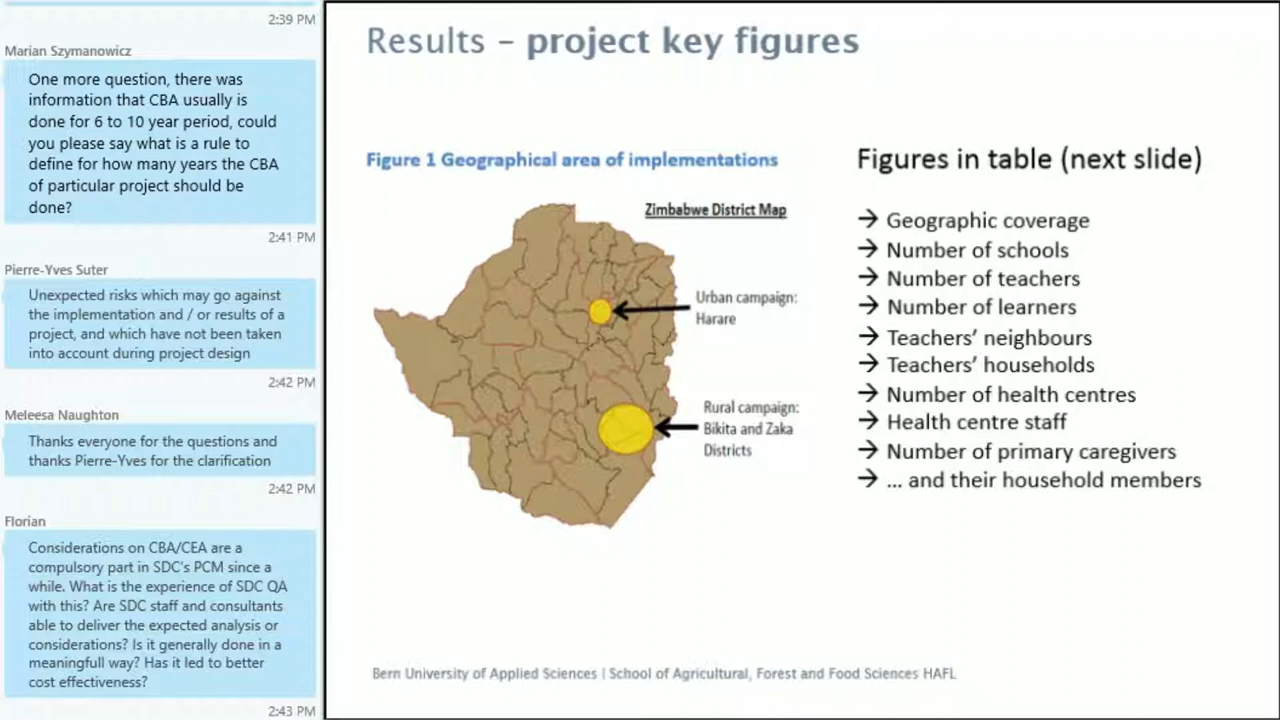 2:39 PM
Marian Szymanowicz
One more question, there was
information that CBA usually is
done for 6 to 10 year period, could
you please say what is a rule to
define for how many years the CBA
of particular project should be
done?
2:41 PM
Pierre-Yves Suter
Unexpected risks which may go against
the implementation and / or results of a
project, and which have not been taken
into account during project design
2:42 PM
Meleesa Naughton
Thanks everyone for the questions and
thanks Pierre-Yves for the clarification
2:42 PM
Florian
Considerations on CBA/CEA are a
compulsory part in SDC's PCM since a
while. What is the experience of SDC QA
with this? Are SDC staff and consultants
able to deliver the expected analysis or
considerations? Is it generally done in a
meaningfull way? Has it led to better
cost effectiveness?
2:43 PM
Results – project key figures
Figure 1 Geographical area of implementations
Zimbabwe District Map
Urban campaign:
Harare
Rural campaign:
Bikita and Zaka
Districts
Figures in table (next slide)
→ Geographic coverage
→ Number of schools
→ Number of teachers
→ Number of learners
→ Teachers' neighbours
→ Teachers' households
→ Number of health centres
→ Health centre staff
→ Number of primary caregivers
→ ... and their household members
Bern University of Applied Sciences | School of Agricultural, Forest and Food Sciences HAFL